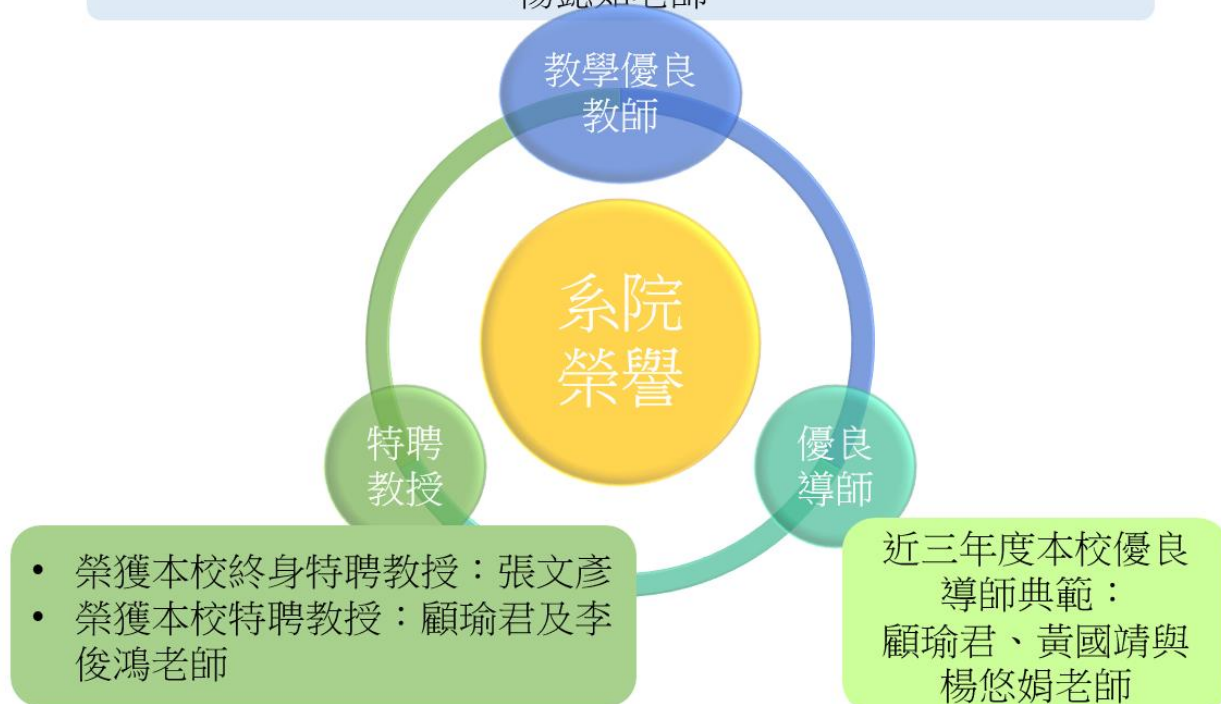 教學優良
教師
系院
榮譽
特聘
教授
優良
導師
• 榮獲本校終身特聘教授：張文彥
• 榮獲本校特聘教授：顧瑜君及李
俊鴻老師
近三年度本校優良
導師典範：
顧瑜君、黃國靖與
楊悠娟老師